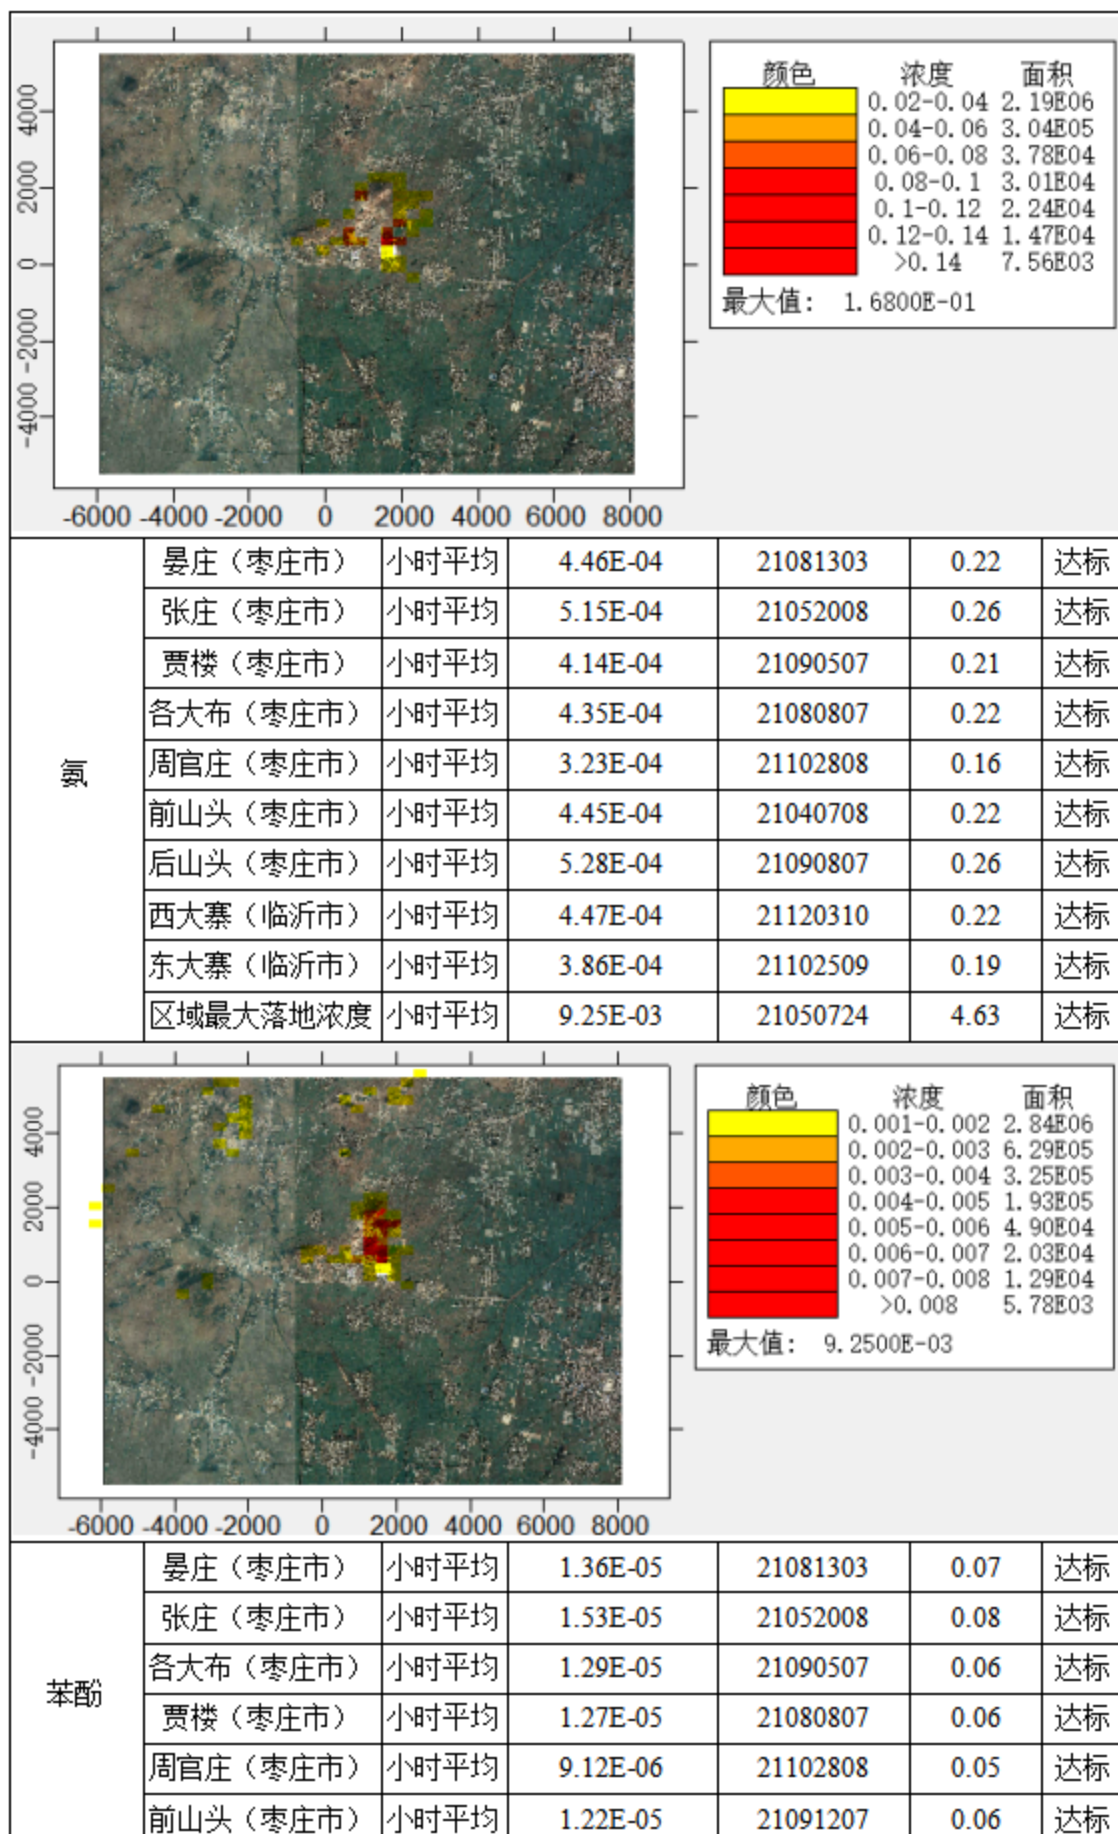 颜色 浓度 面积
0.02-0.04 2.19E06
0.04-0.06 3.04E05
0.06-0.08 3.78E04
0.08-0.1 3.01E04
0.1-0.12 2.24E04
0.12-0.14 1.47E04
>0.14 7.56E03
最大值: 1.6800E-01
4000
2000
0
-2000
-4000
-6000 -4000 -2000 0 2000 4000 6000 8000
氨
晏庄（枣庄市） 小时平均 4.46E-04 21081303 0.22 达标
张庄（枣庄市） 小时平均 5.15E-04 21052008 0.26 达标
贾楼（枣庄市） 小时平均 4.14E-04 21090507 0.21 达标
各大布（枣庄市） 小时平均 4.35E-04 21080807 0.22 达标
周官庄（枣庄市） 小时平均 3.23E-04 21102808 0.16 达标
前山头（枣庄市） 小时平均 4.45E-04 21040708 0.22 达标
后山头（枣庄市） 小时平均 5.28E-04 21090807 0.26 达标
西大寨（临沂市） 小时平均 4.47E-04 21120310 0.22 达标
东大寨（临沂市） 小时平均 3.86E-04 21102509 0.19 达标
区域最大落地浓度 小时平均 9.25E-03 21050724 4.63 达标
颜色 浓度 面积
0.001-0.002 2.84E06
0.002-0.003 6.29E05
0.003-0.004 3.25E05
0.004-0.005 1.93E05
0.005-0.006 4.90E04
0.006-0.007 2.03E04
0.007-0.008 1.29E04
>0.008 5.78E03
最大值: 9.2500E-03
4000
2000
0
-2000
-4000
-6000 -4000 -2000 0 2000 4000 6000 8000
苯酚
晏庄（枣庄市） 小时平均 1.36E-05 21081303 0.07 达标
张庄（枣庄市） 小时平均 1.53E-05 21052008 0.08 达标
各大布（枣庄市） 小时平均 1.29E-05 21090507 0.06 达标
贾楼（枣庄市） 小时平均 1.27E-05 21080807 0.06 达标
周官庄（枣庄市） 小时平均 9.12E-06 21102808 0.05 达标
前山头（枣庄市） 小时平均 1.22E-05 21091207 0.06 达标